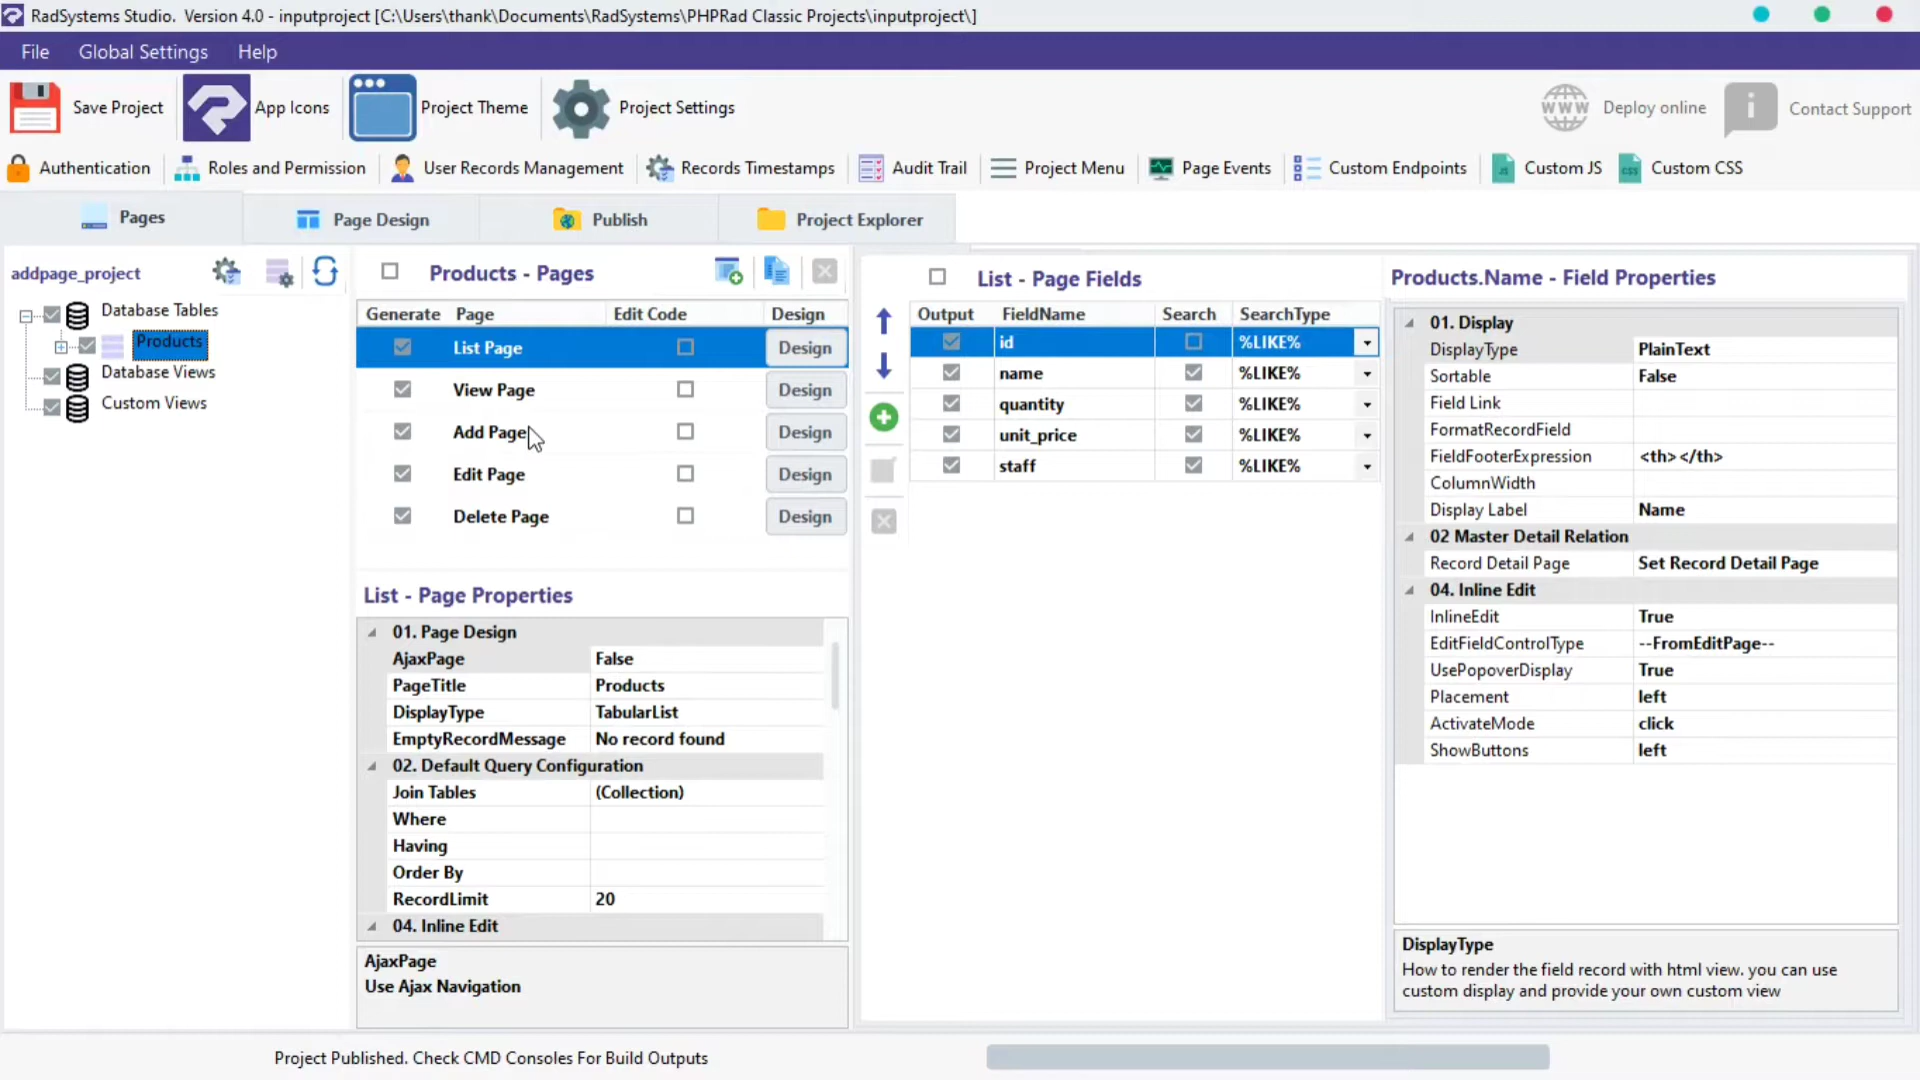 RadSystems Studio.  Version 4.0 - inputproject [C:\Users\thank\Documents\RadSystems\PHPRad Classic Projects\inputproject\]
File Global Settings Help
Save Project App Icons Project Theme Project Settings Deploy online Contact Support
Authentication Roles and Permission User Records Management Records Timestamps Audit Trail Project Menu Page Events Custom Endpoints Custom JS Custom CSS
Pages Page Design Publish Project Explorer
addpage_project
Database Tables
Products
Database Views
Custom Views
Products - Pages
Generate Page Edit Code Design
List Page Design
View Page Design
Add Page Design
Edit Page Design
Delete Page Design
List - Page Properties
01. Page Design
AjaxPage False
PageTitle Products
DisplayType TabularList
EmptyRecordMessage No record found
02. Default Query Configuration
Join Tables (Collection)
Where
Having
Order By
RecordLimit 20
04. Inline Edit
AjaxPage
Use Ajax Navigation
List - Page Fields
Output FieldName Search SearchType
id %LIKE%
name %LIKE%
quantity %LIKE%
unit_price %LIKE%
staff %LIKE%
Products.Name - Field Properties
01. Display
DisplayType PlainText
Sortable False
Field Link
FormatRecordField
FieldFooterExpression <th></th>
ColumnWidth
Display Label Name
02 Master Detail Relation
Record Detail Page Set Record Detail Page
04. Inline Edit
InlineEdit True
EditFieldControlType --FromEditPage--
UsePopoverDisplay True
Placement left
ActivateMode click
ShowButtons left
DisplayType
How to render the field record with html view. you can use
custom display and provide your own custom view
Project Published. Check CMD Consoles For Build Outputs